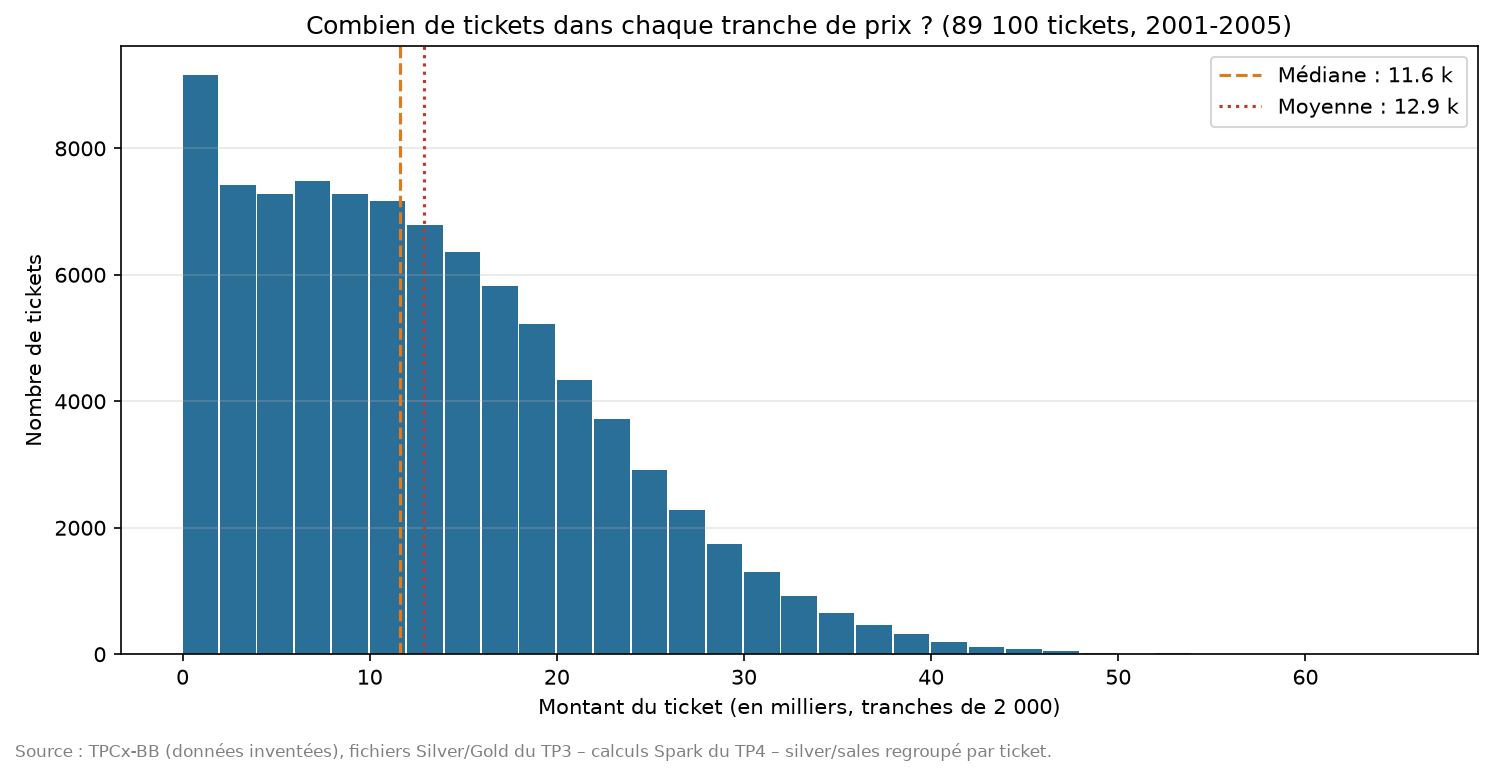 Combien de tickets dans chaque tranche de prix ? (89 100 tickets, 2001-2005)
Médiane : 11.6 k
Moyenne : 12.9 k
Nombre de tickets
8000
6000
4000
2000
0
0 10 20 30 40 50 60
Montant du ticket (en milliers, tranches de 2 000)
Source : TPCx-BB (données inventées), fichiers Silver/Gold du TP3 – calculs Spark du TP4 – silver/sales regroupé par ticket.